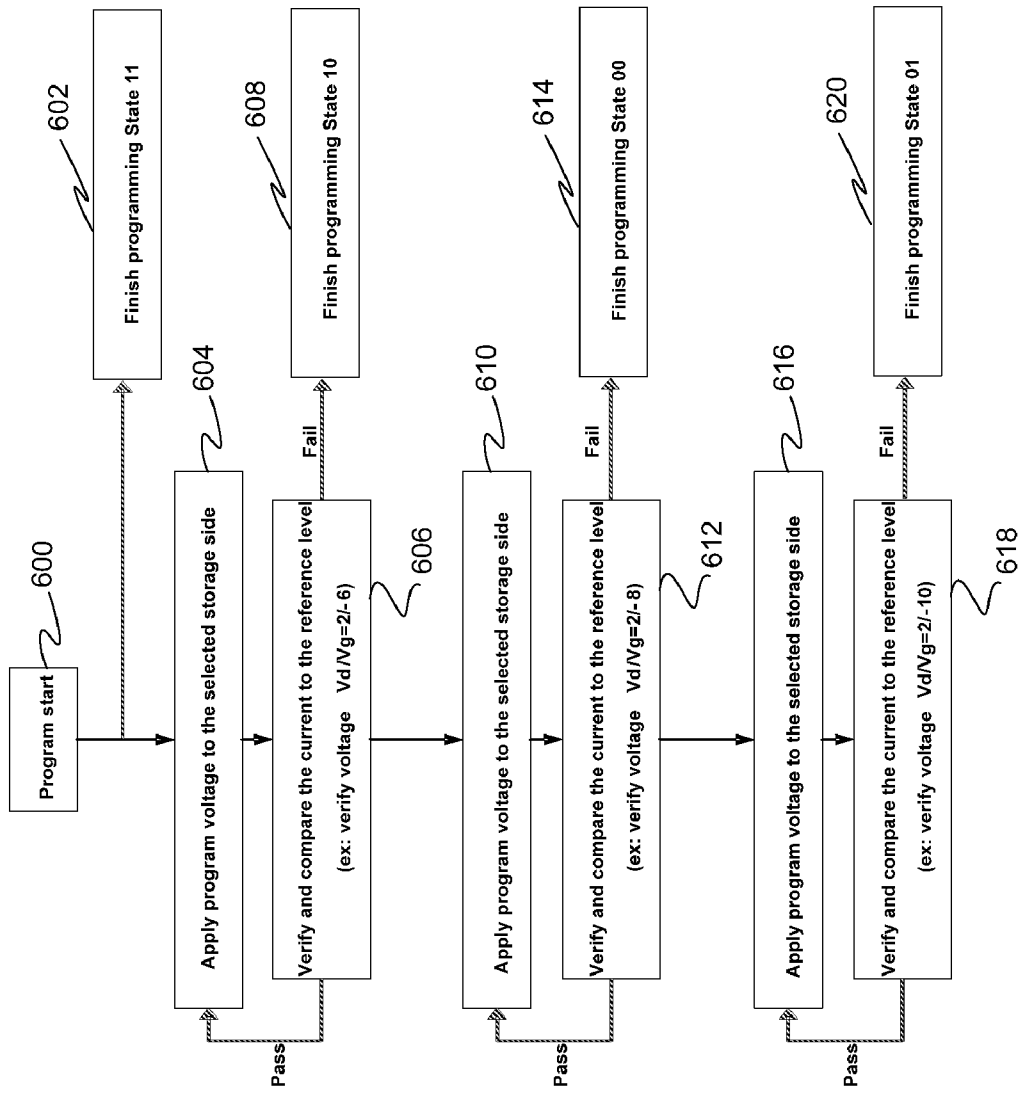 Program start
600
Finish programming State 11
602
Apply program voltage to the selected storage side
604
Verify and compare the current to the reference level
(ex: verify voltage Vd/Vg=2/-6)
606
Pass
Fail
Finish programming State 10
608
Apply program voltage to the selected storage side
610
Verify and compare the current to the reference level
(ex: verify voltage Vd/Vg=2/-8)
612
Pass
Fail
Finish programming State 00
614
Apply program voltage to the selected storage side
616
Verify and compare the current to the reference level
(ex: verify voltage Vd/Vg=2/-10)
618
Pass
Fail
Finish programming State 01
620